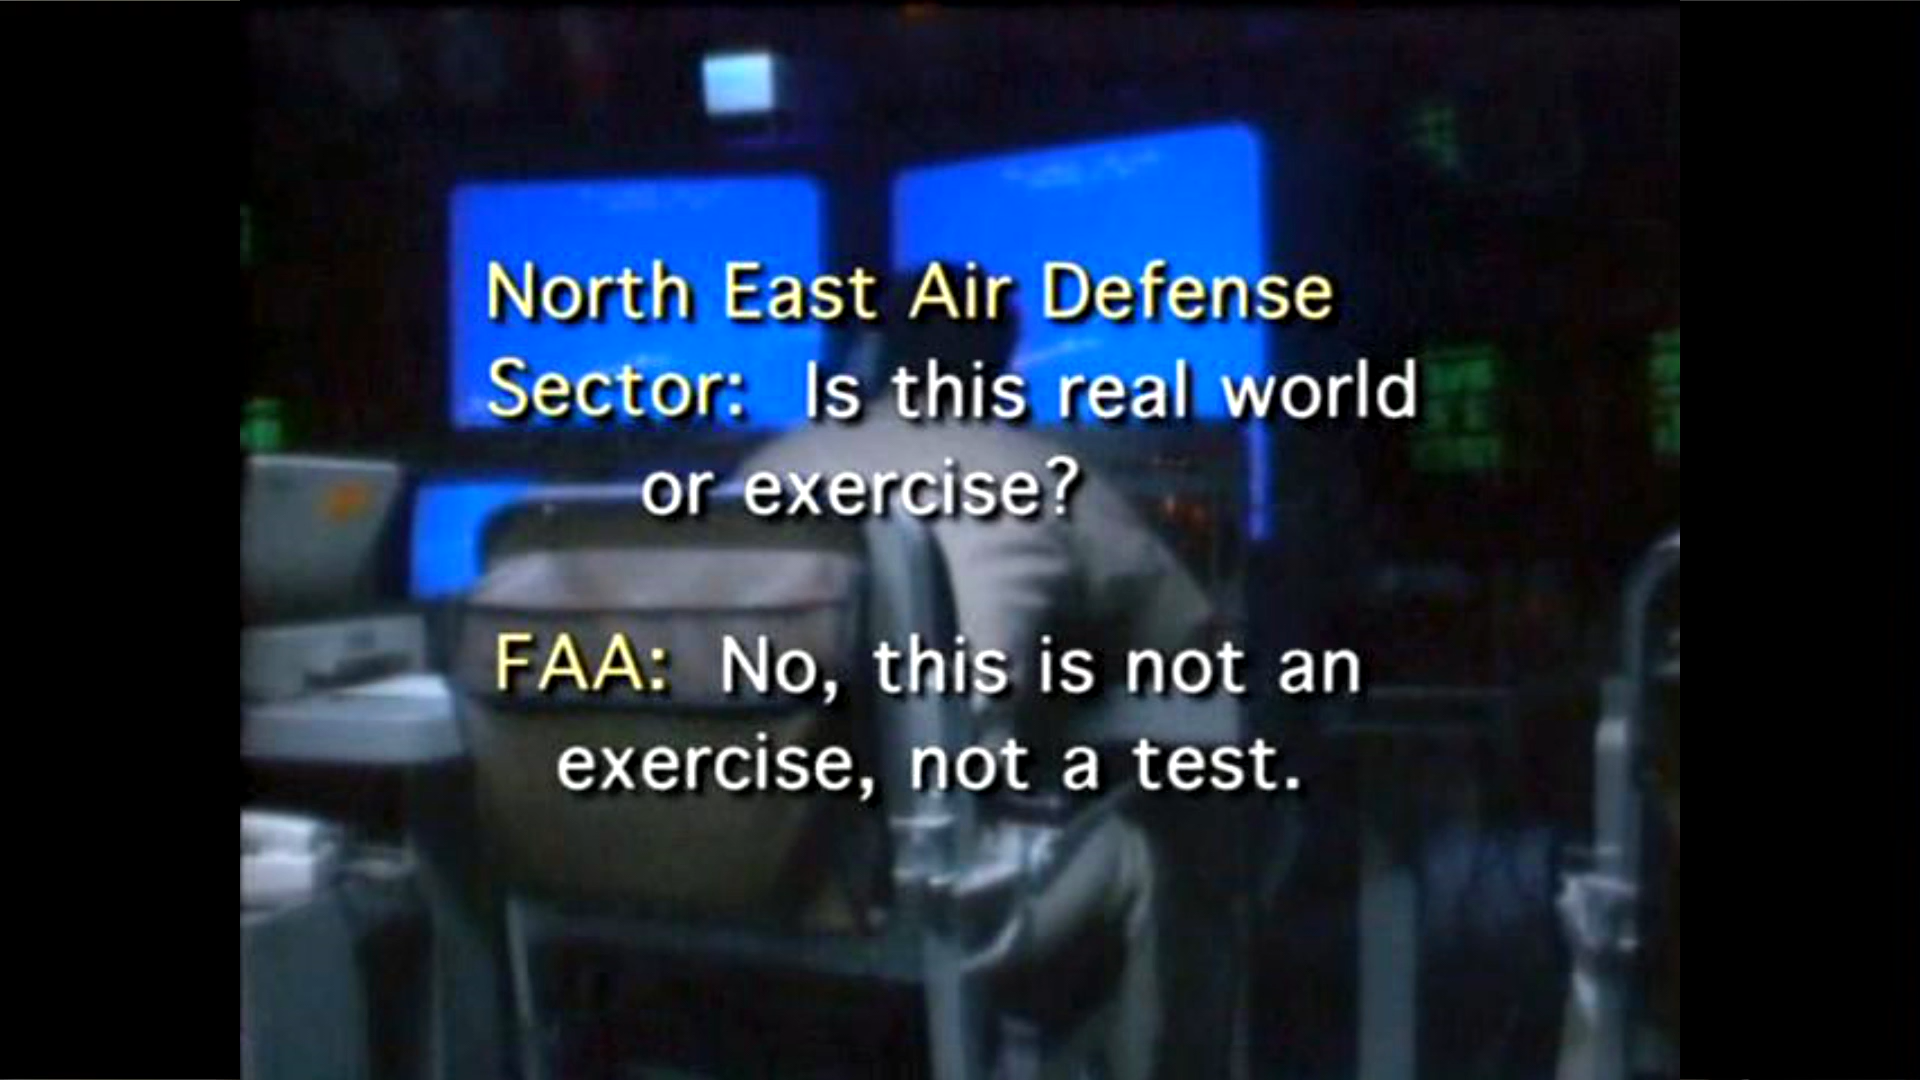 North East Air Defense
Sector: Is this real world
or exercise?
FAA: No, this is not an
exercise, not a test.